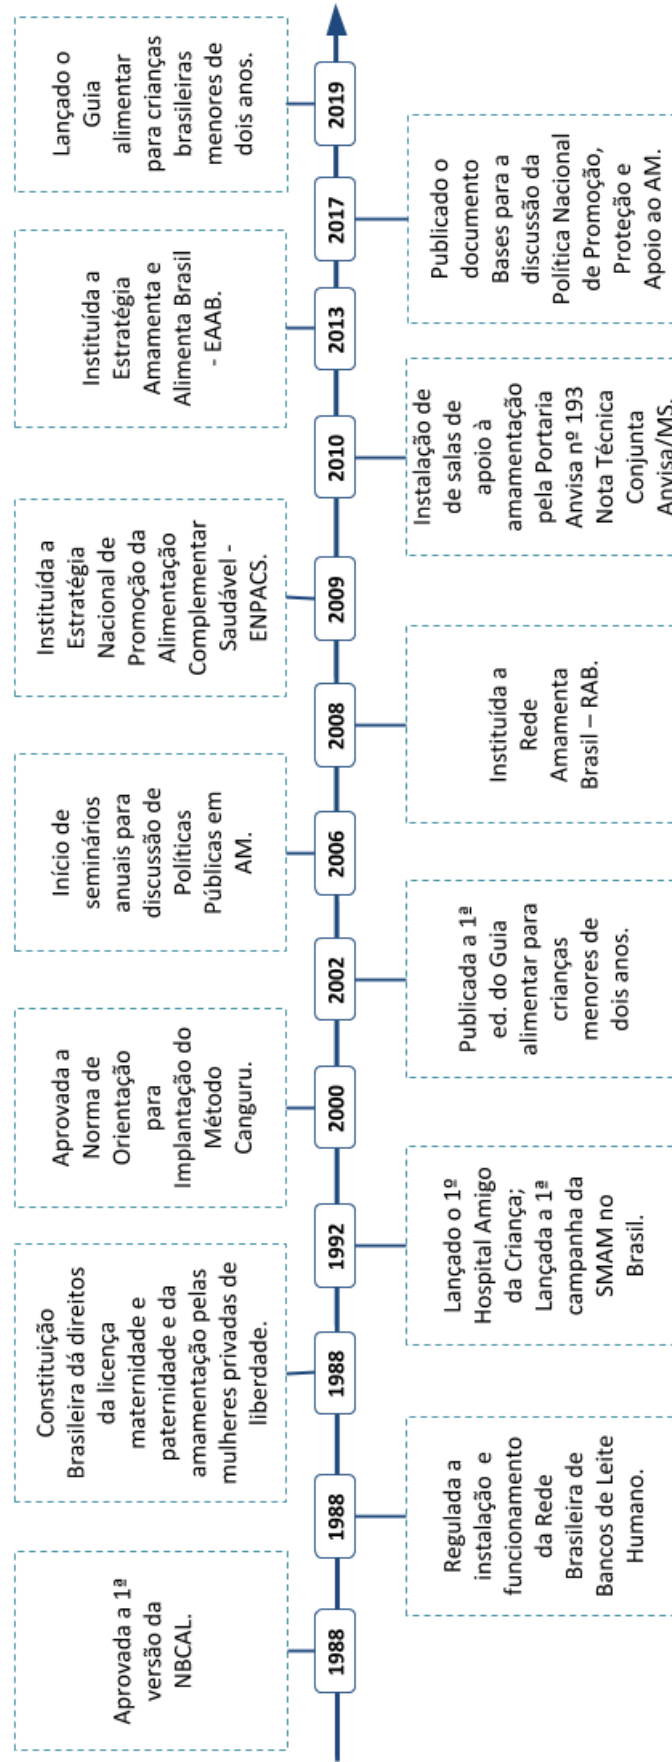 Aprovada a 1ª
versão da
NBCAL.
1988
Regulada a
instalação e
funcionamento
da Rede
Brasileira de
Bancos de Leite
Humano.
1988
Constituição
Brasileira dá direitos
da licença
maternidade e
paternidade e da
amamentação pelas
mulheres privadas de
liberdade.
1988
Lançado o 1º
Hospital Amigo
da Criança;
Lançada a 1ª
campanha da
SMAM no
Brasil.
1992
Aprovada a
Norma de
Orientação
para
Implantação do
Método
Canguru.
2000
Publicada a 1ª
ed. do Guia
alimentar para
crianças
menores de
dois anos.
2002
Início de
seminários
anuais para
discussão de
Políticas
Públicas em
AM.
2006
Instituída a
Rede
Amamenta
Brasil – RAB.
2008
Instituída a
Estratégia
Nacional de
Promoção da
Alimentação
Complementar
Saudável -
ENPACS.
2009
Instalação de
de salas de
apoio à
amamentação
pela Portaria
Anvisa nº 193
Nota Técnica
Conjunta
Anvisa/MS.
2010
Instituída a
Estratégia
Amamenta e
Alimenta Brasil
- EAAB.
2013
Publicado o
documento
Bases para a
discussão da
Política Nacional
de Promoção,
Proteção e
Apoio ao AM.
2017
Lançado o
Guia
alimentar
para crianças
brasileiras
menores de
dois anos.
2019